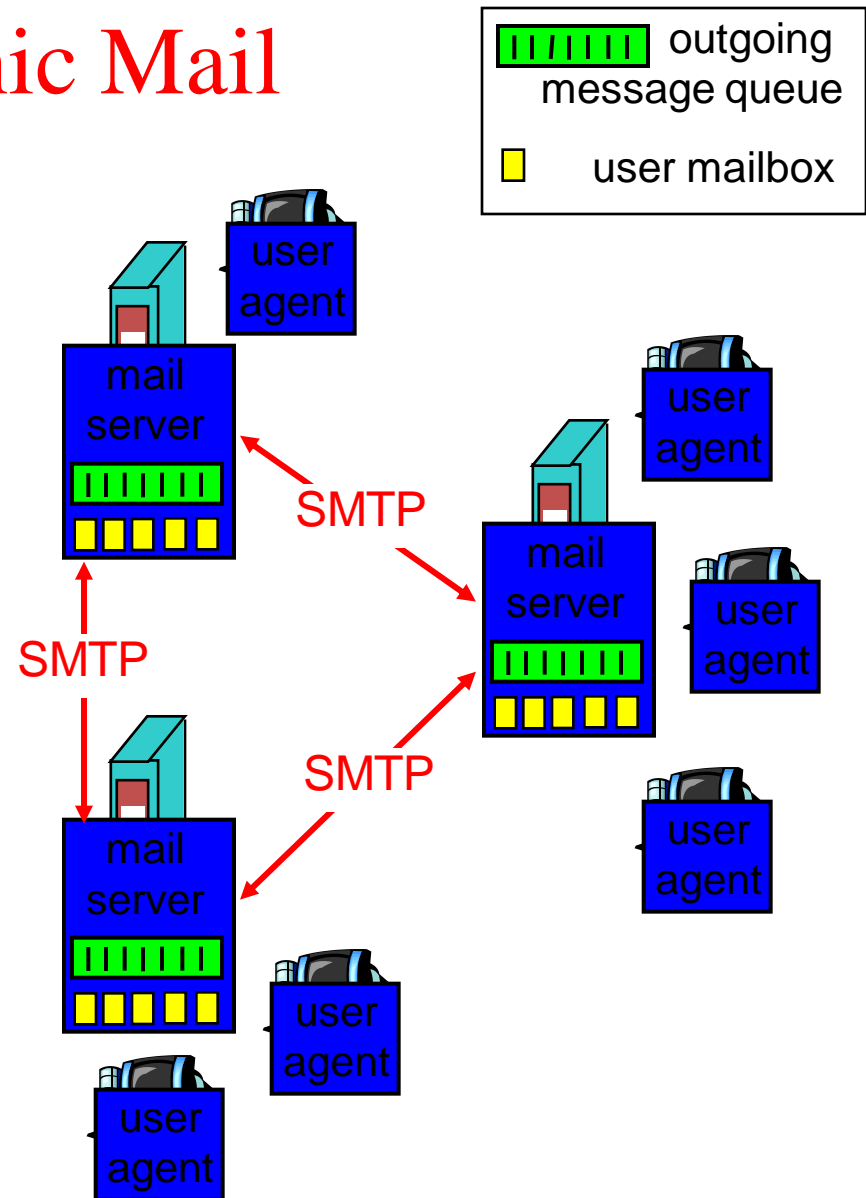 nic Mail
outgoing
message queue
user mailbox
user
agent
mail
server
SMTP
user
agent
mail
server
user
agent
SMTP
SMTP
mail
server
user
agent
user
agent
user
agent